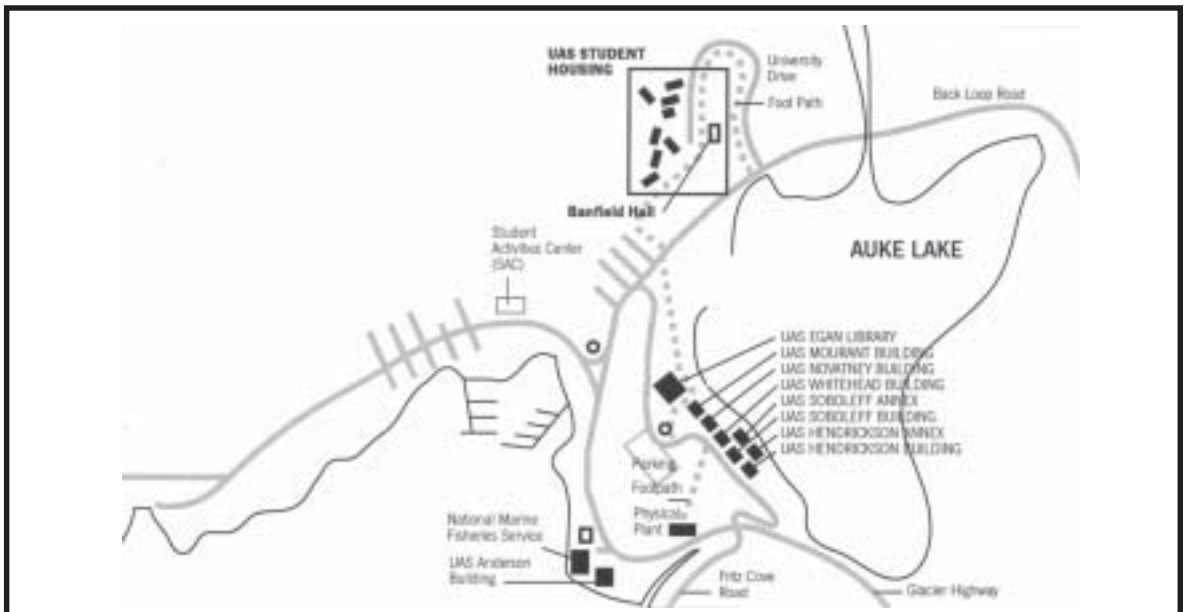 UAS STUDENT
HOUSING
University
Drive
Foot Path
Back Loop Road
Banfield Hall
Student
Activities Center
(SAC)
AUKE LAKE
UAS EGAN LIBRARY
UAS MOURANT BUILDING
UAS NOVATNEY BUILDING
UAS WHITEHEAD BUILDING
UAS SOBOLEFF ANNEX
UAS SOBOLEFF BUILDING
UAS HENDRICKSON ANNEX
UAS HENDRICKSON BUILDING
Parking
Footpath
Physical
Plant
National Marine
Fisheries Service
UAS Anderson
Building
Fritz Cove
Road
Glacier Highway